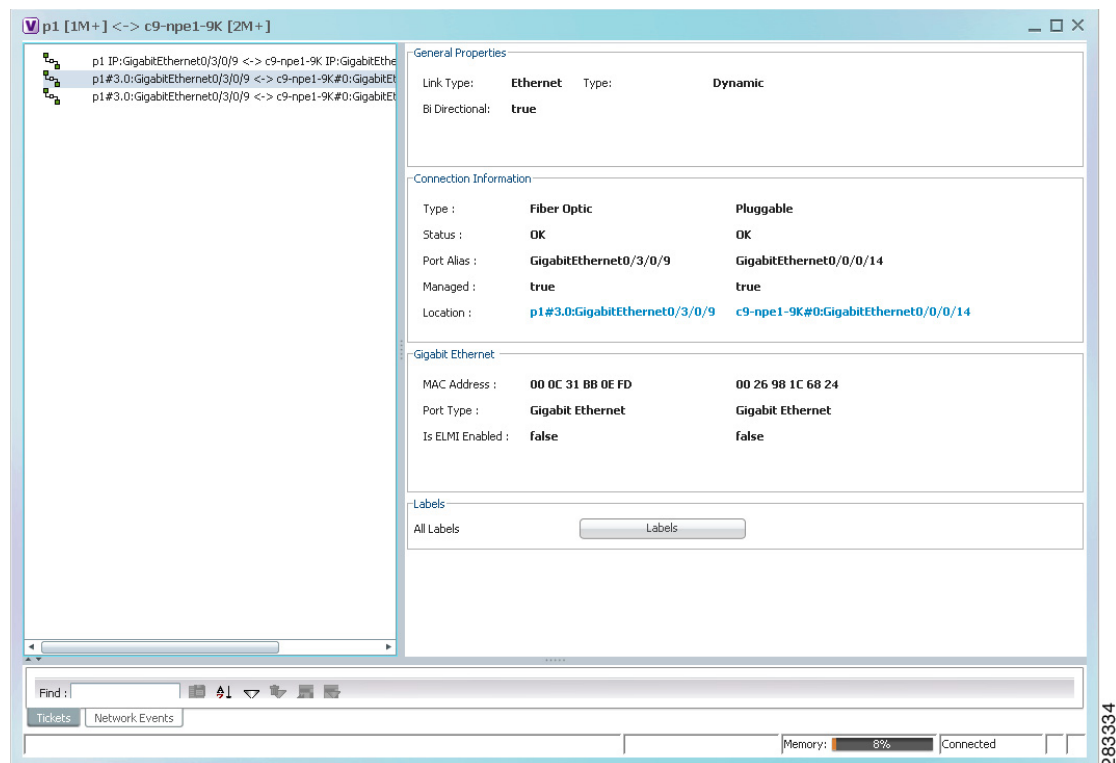 p1 [1M+] <-> c9-npe1-9K [2M+]
p1 IP:GigabitEthernet0/3/0/9 <-> c9-npe1-9K IP:GigabitEthe
p1#3.0:GigabitEthernet0/3/0/9 <-> c9-npe1-9K#0:GigabitEt
p1#3.0:GigabitEthernet0/3/0/9 <-> c9-npe1-9K#0:GigabitEt
General Properties
Link Type: Ethernet Type: Dynamic
Bi Directional: true
Connection Information
Type : Fiber Optic Pluggable
Status : OK OK
Port Alias : GigabitEthernet0/3/0/9 GigabitEthernet0/0/0/14
Managed : true true
Location : p1#3.0:GigabitEthernet0/3/0/9 c9-npe1-9K#0:GigabitEthernet0/0/0/14
Gigabit Ethernet
MAC Address : 00 0C 31 BB 0E FD 00 26 98 1C 68 24
Port Type : Gigabit Ethernet Gigabit Ethernet
Is ELMI Enabled : false false
Labels
All Labels Labels
Find :
Tickets Network Events
Memory: 8% Connected
283334